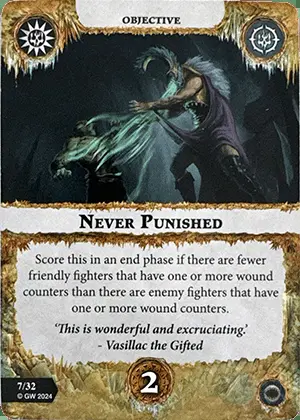 OBJECTIVE
NEVER PUNISHED
Score this in an end phase if there are fewer
friendly fighters that have one or more wound
counters than there are enemy fighters that have
one or more wound counters.
‘This is wonderful and excruciating.’
- Vasillac the Gifted
7/32
© GW 2024
2